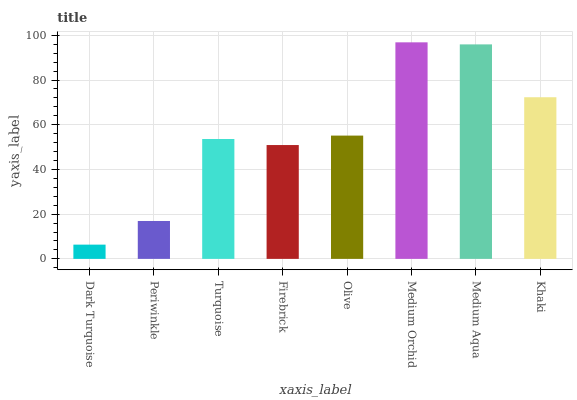 title
yaxis_label
100
80
60
40
20
0
Dark Turquoise
Periwinkle
Turquoise
Firebrick
Olive
Medium Orchid
Medium Aqua
Khaki
xaxis_label